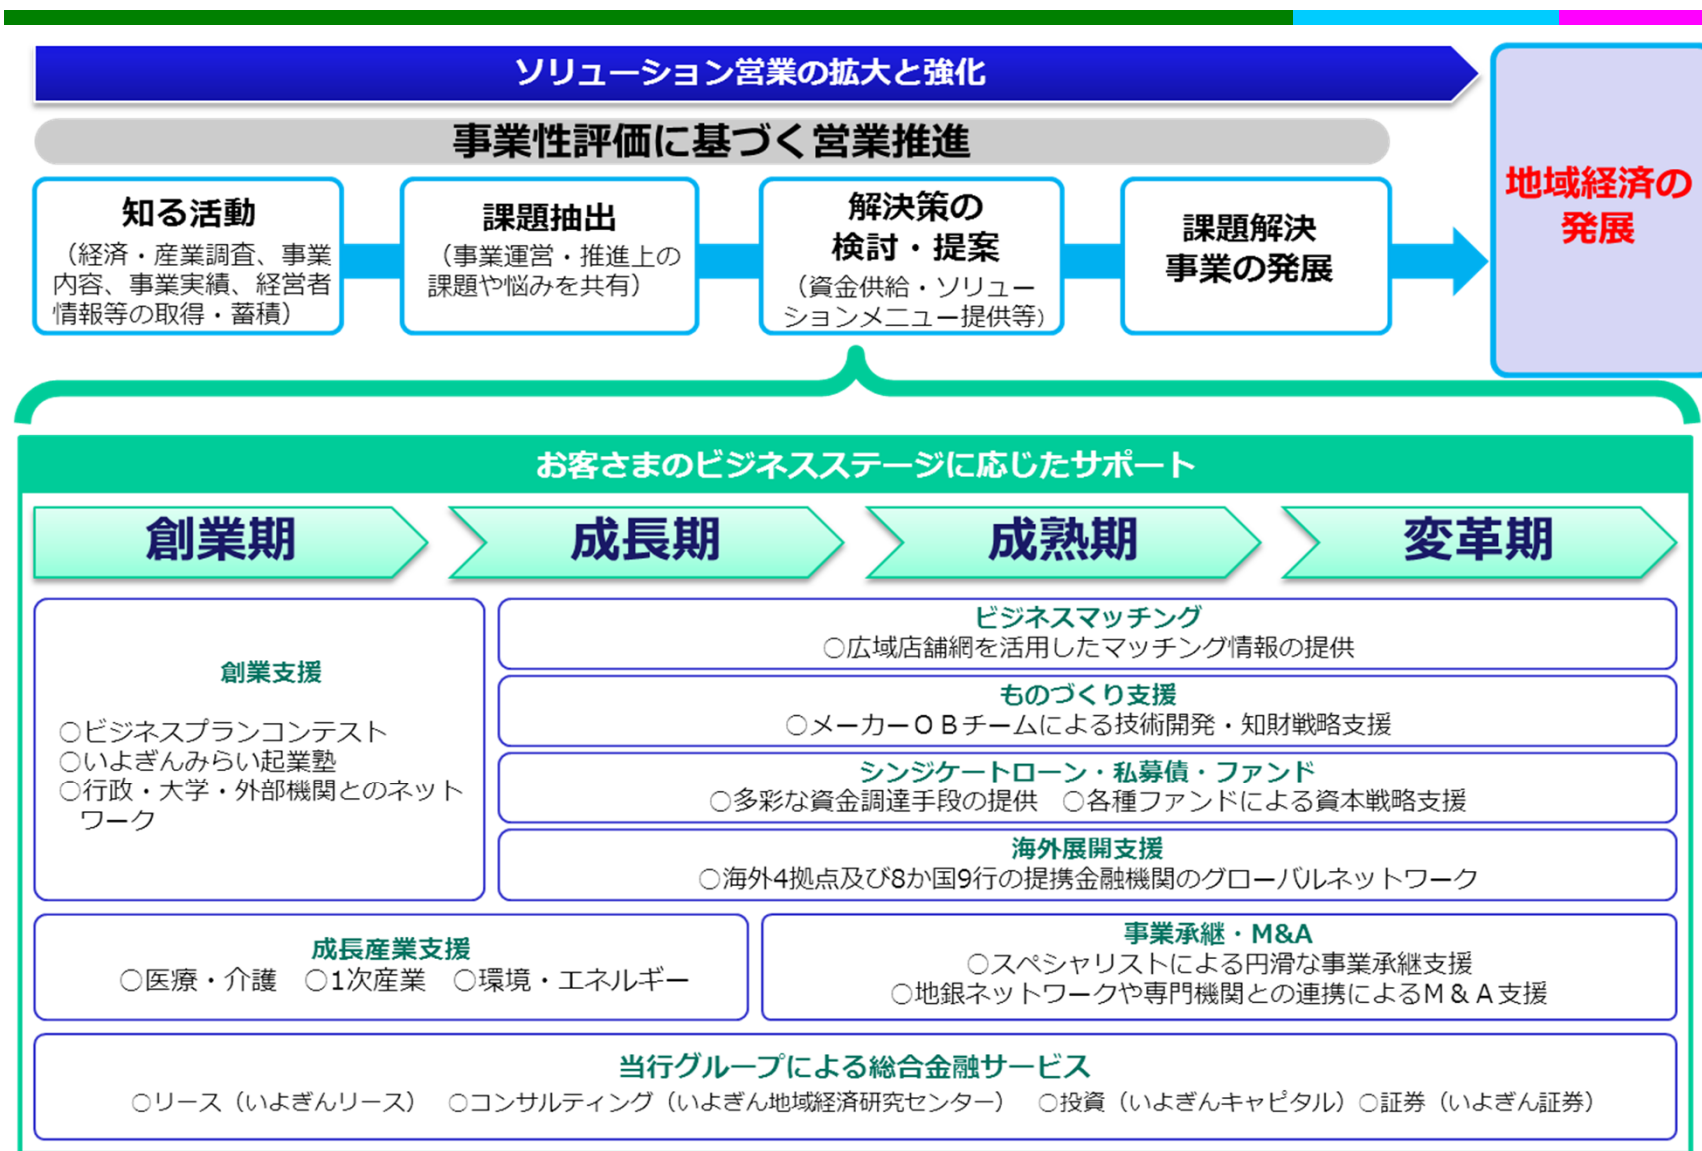 ソリューション営業の拡大と強化
事業性評価に基づく営業推進
知る活動
（経済・産業調査、事業
内容、事業実績、経営者
情報等の取得・蓄積）
課題抽出
（事業運営・推進上の
課題や悩みを共有）
解決策の
検討・提案
（資金供給・ソリュー
ションメニュー提供等）
課題解決
事業の発展
地域経済の
発展
お客さまのビジネスステージに応じたサポート
創業期
成長期
成熟期
変革期
創業支援
○ビジネスプランコンテスト
○いよぎんみらい起業塾
○行政・大学・外部機関とのネット
ワーク
ビジネスマッチング
○広域店舗網を活用したマッチング情報の提供
ものづくり支援
○メーカーＯＢチームによる技術開発・知財戦略支援
シンジケートローン・私募債・ファンド
○多彩な資金調達手段の提供　○各種ファンドによる資本戦略支援
海外展開支援
○海外4拠点及び8か国9行の提携金融機関のグローバルネットワーク
成長産業支援
○医療・介護　○1次産業　○環境・エネルギー
事業承継・M&A
○スペシャリストによる円滑な事業承継支援
○地銀ネットワークや専門機関との連携によるＭ＆Ａ支援
当行グループによる総合金融サービス
○リース（いよぎんリース）　○コンサルティング（いよぎん地域経済研究センター）　○投資（いよぎんキャピタル）○証券（いよぎん証券）